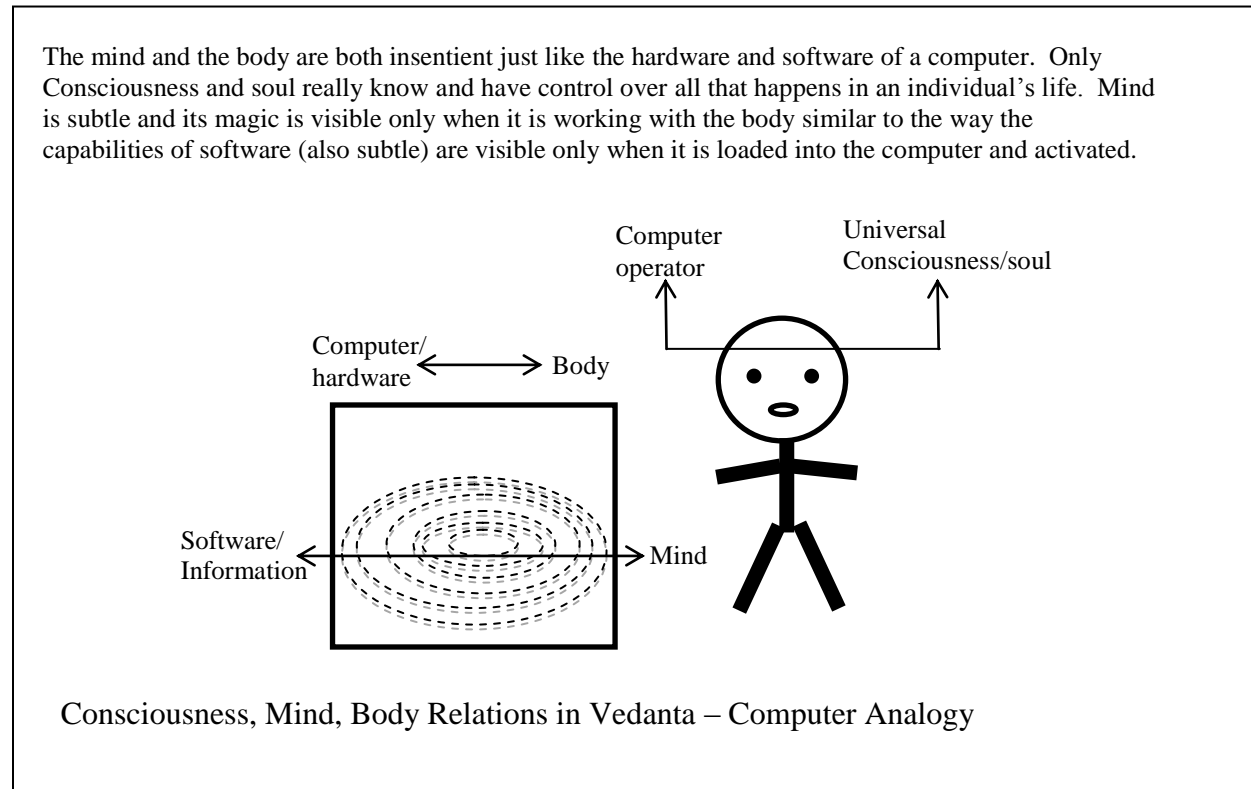 The mind and the body are both insentient just like the hardware and software of a computer.  Only
Consciousness and soul really know and have control over all that happens in an individual’s life.  Mind
is subtle and its magic is visible only when it is working with the body similar to the way the
capabilities of software (also subtle) are visible only when it is loaded into the computer and activated.
Computer
operator
Universal
Consciousness/soul
Computer/
hardware
Body
Software/
Information
Mind
Consciousness, Mind, Body Relations in Vedanta – Computer Analogy